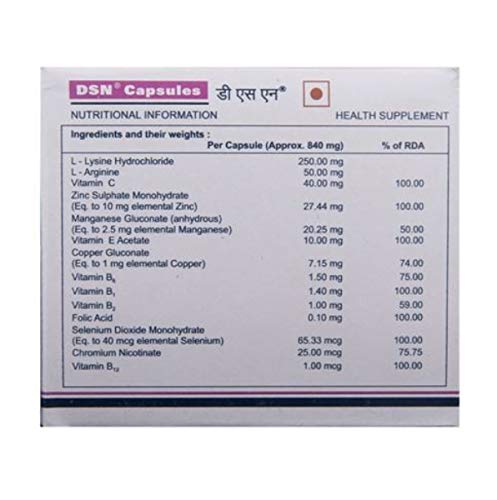 DSN® Capsules डी एस एन®
NUTRITIONAL INFORMATION HEALTH SUPPLEMENT
Ingredients and their weights :
Per Capsule (Approx. 840 mg) % of RDA
L - Lysine Hydrochloride 250.00 mg
L - Arginine 50.00 mg
Vitamin C 40.00 mg 100.00
Zinc Sulphate Monohydrate
(Eq. to 10 mg elemental Zinc) 27.44 mg 100.00
Manganese Gluconate (anhydrous)
(Eq. to 2.5 mg elemental Manganese) 20.25 mg 50.00
Vitamin E Acetate 10.00 mg 100.00
Copper Gluconate
(Eq. to 1 mg elemental Copper) 7.15 mg 74.00
Vitamin B₆ 1.50 mg 75.00
Vitamin B₁ 1.40 mg 100.00
Vitamin B₂ 1.00 mg 59.00
Folic Acid 0.10 mg 100.00
Selenium Dioxide Monohydrate
(Eq. to 40 mcg elemental Selenium) 65.33 mcg 100.00
Chromium Nicotinate 25.00 mcg 75.75
Vitamin B₁₂ 1.00 mcg 100.00